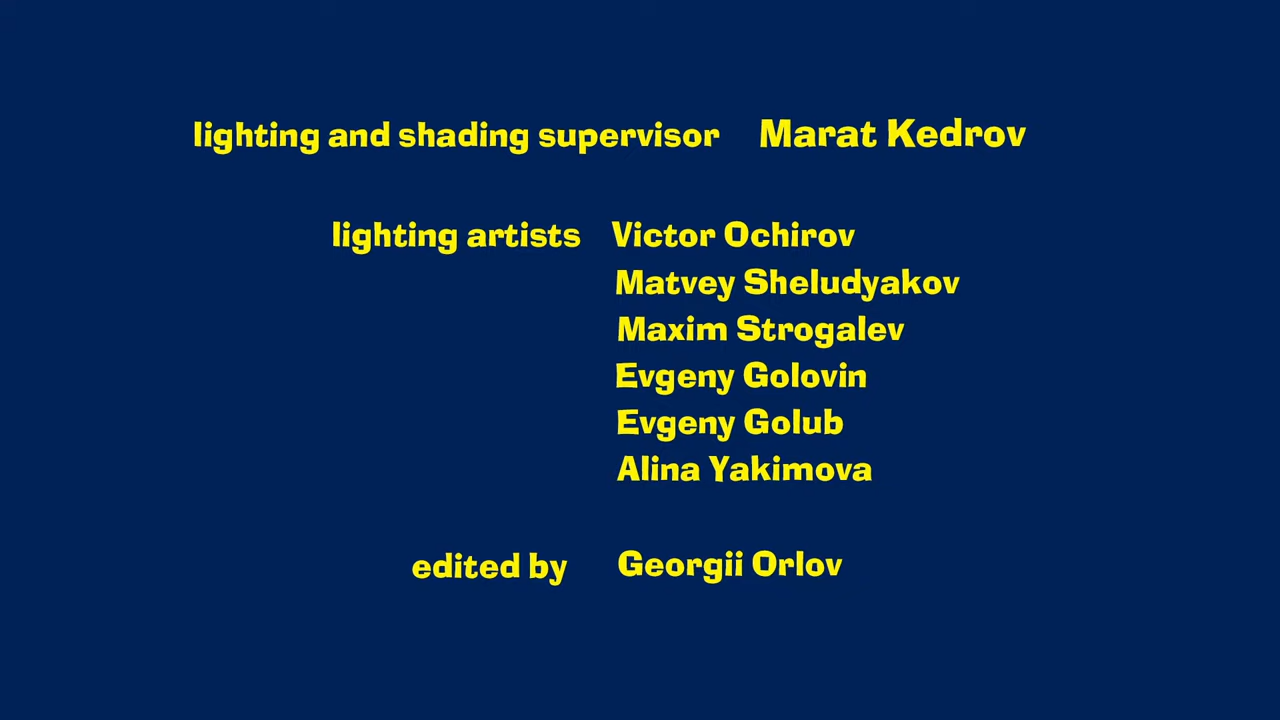 lighting and shading supervisor Marat Kedrov
lighting artists Victor Ochirov
Matvey Sheludyakov
Maxim Strogalev
Evgeny Golovin
Evgeny Golub
Alina Yakimova
edited by Georgii Orlov